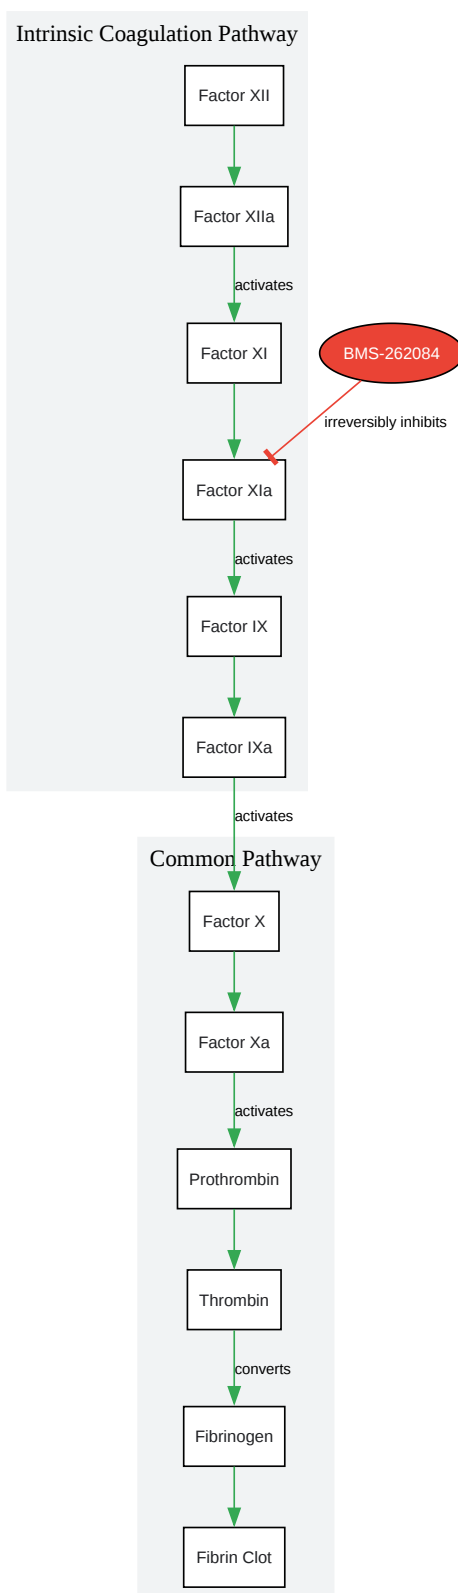 Intrinsic Coagulation Pathway
Factor XII
Factor XIIa
activates
Factor XI
BMS-262084
irreversibly inhibits
Factor XIa
activates
Factor IX
Factor IXa
activates
Common Pathway
Factor X
Factor Xa
activates
Prothrombin
Thrombin
converts
Fibrinogen
Fibrin Clot